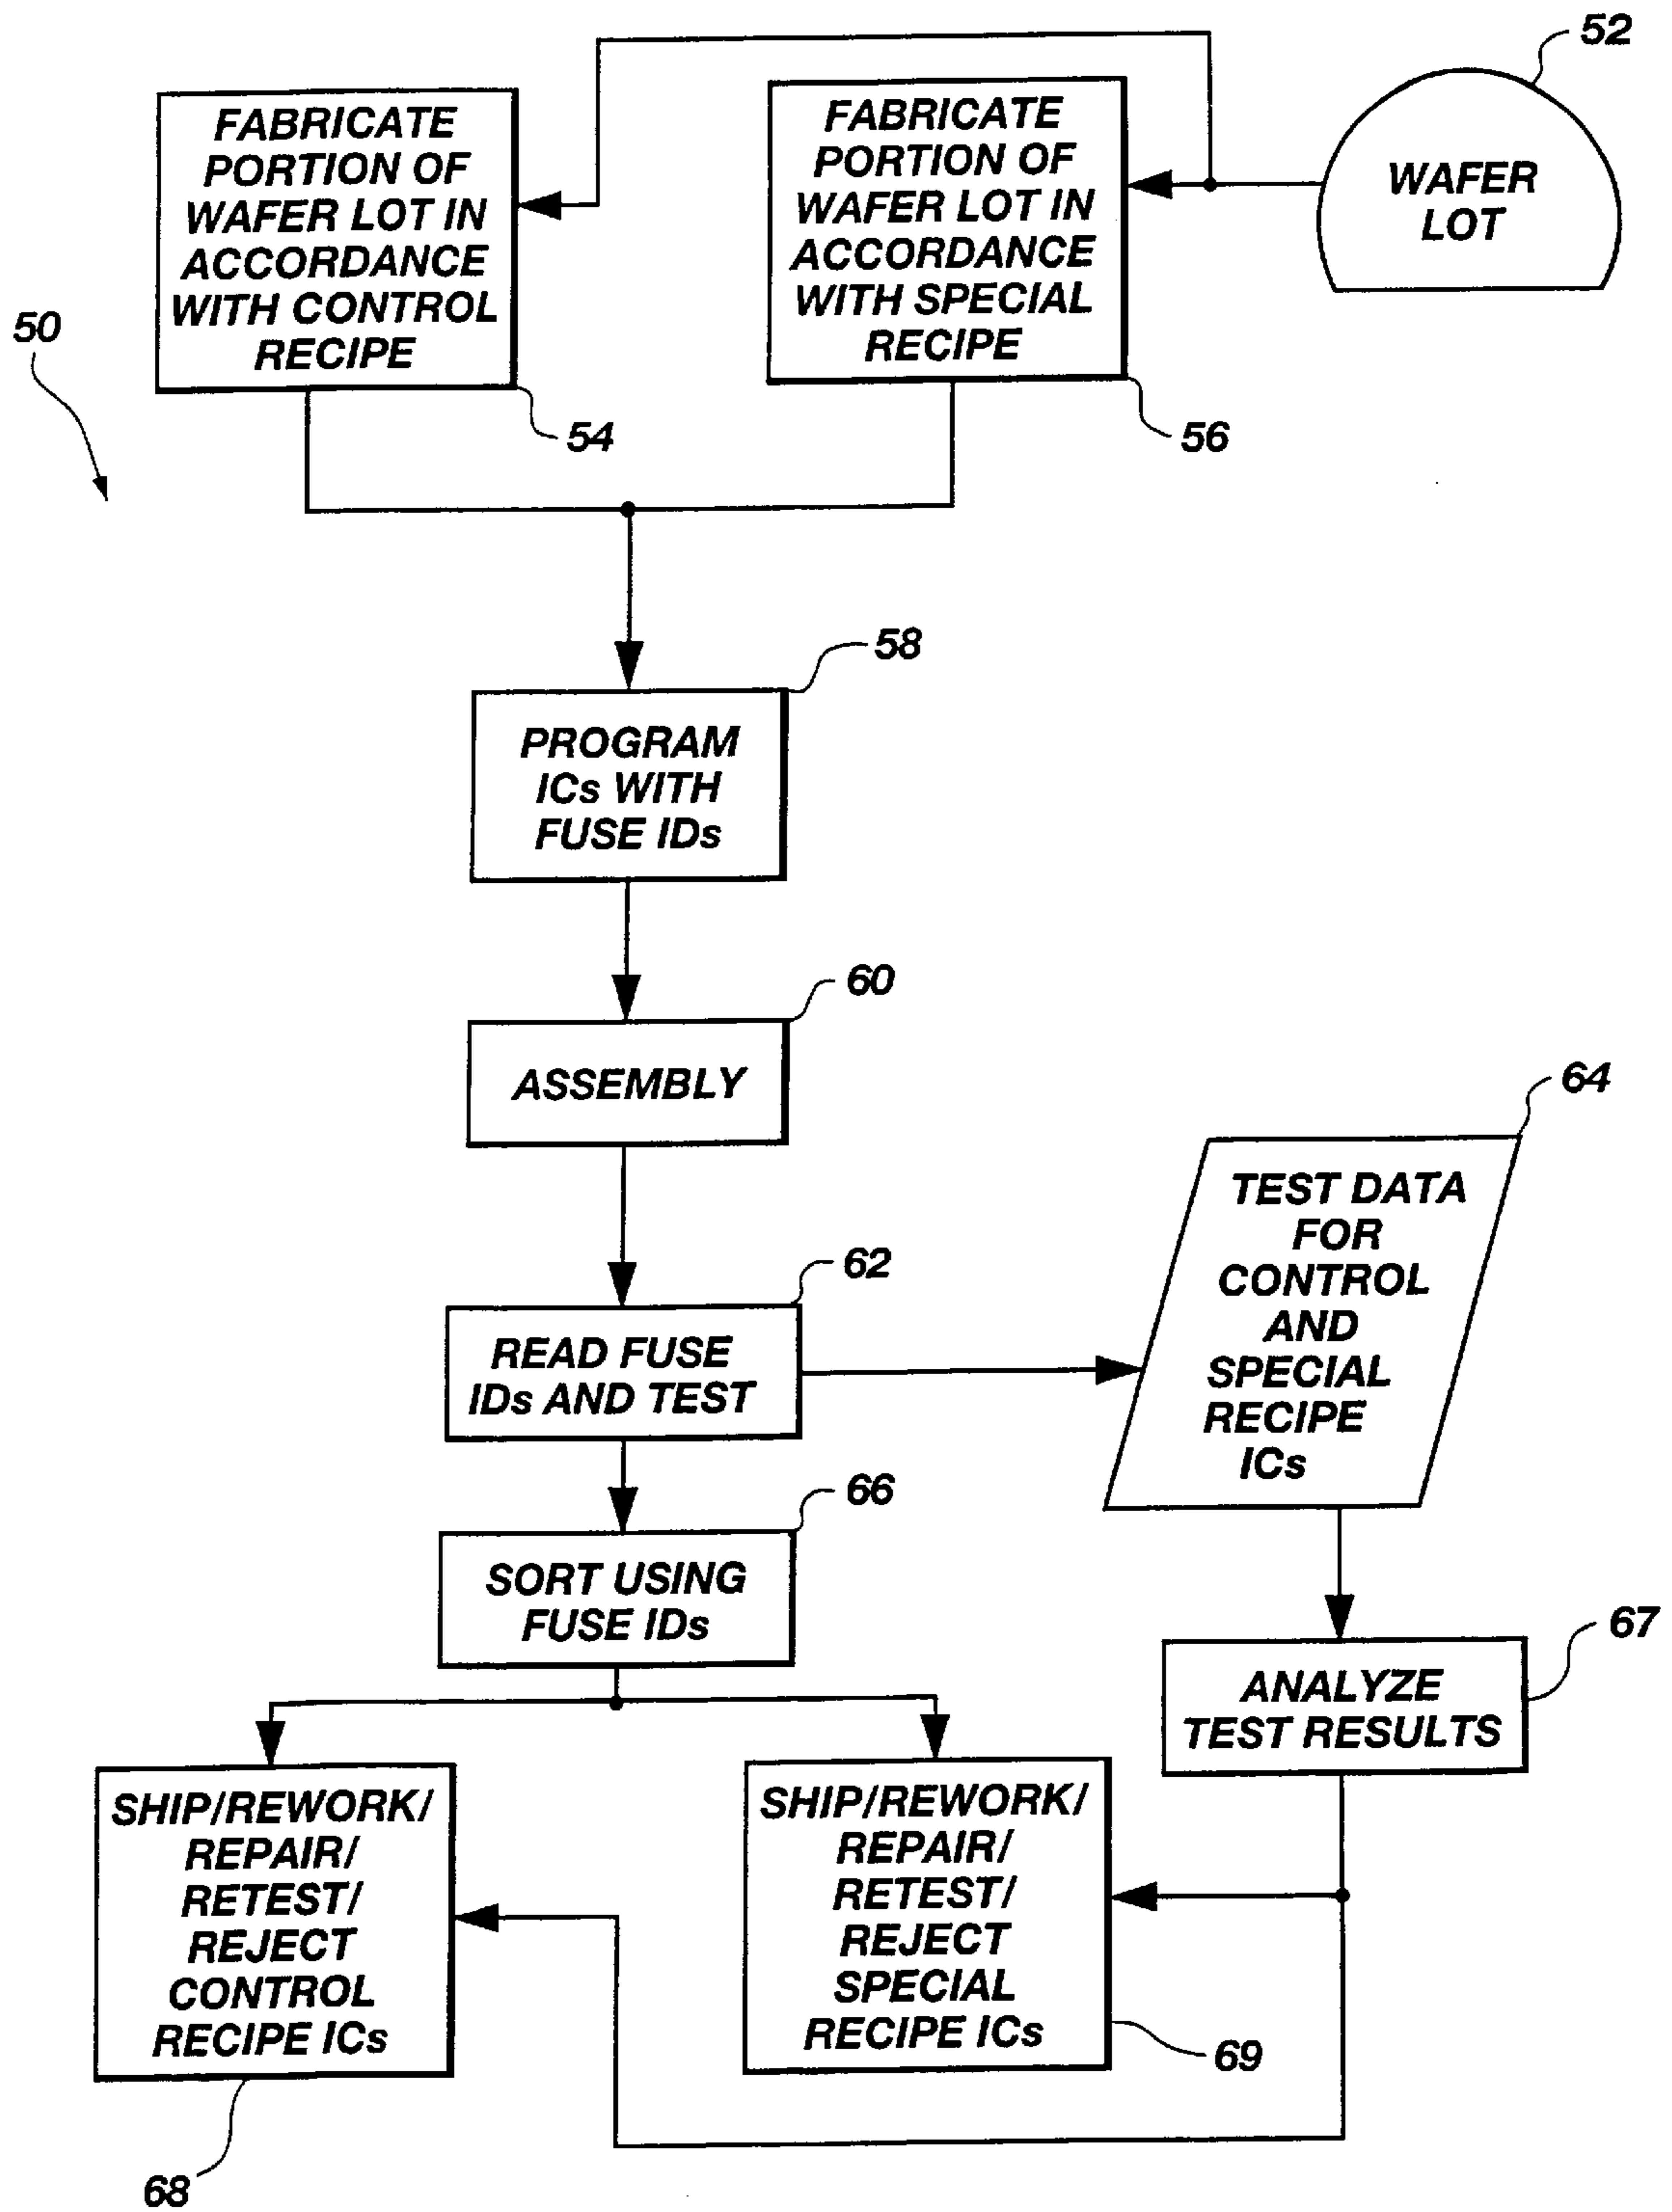 52
WAFER
LOT
FABRICATE
PORTION OF
WAFER LOT IN
ACCORDANCE
WITH CONTROL
RECIPE
54
FABRICATE
PORTION OF
WAFER LOT IN
ACCORDANCE
WITH SPECIAL
RECIPE
56
50
58
PROGRAM
ICs WITH
FUSE IDs
60
ASSEMBLY
62
READ FUSE
IDs AND TEST
64
TEST DATA
FOR
CONTROL
AND
SPECIAL
RECIPE
ICs
66
SORT USING
FUSE IDs
67
ANALYZE
TEST RESULTS
SHIP/REWORK/
REPAIR/
RETEST/
REJECT
CONTROL
RECIPE ICs
68
SHIP/REWORK/
REPAIR/
RETEST/
REJECT
SPECIAL
RECIPE ICs
69